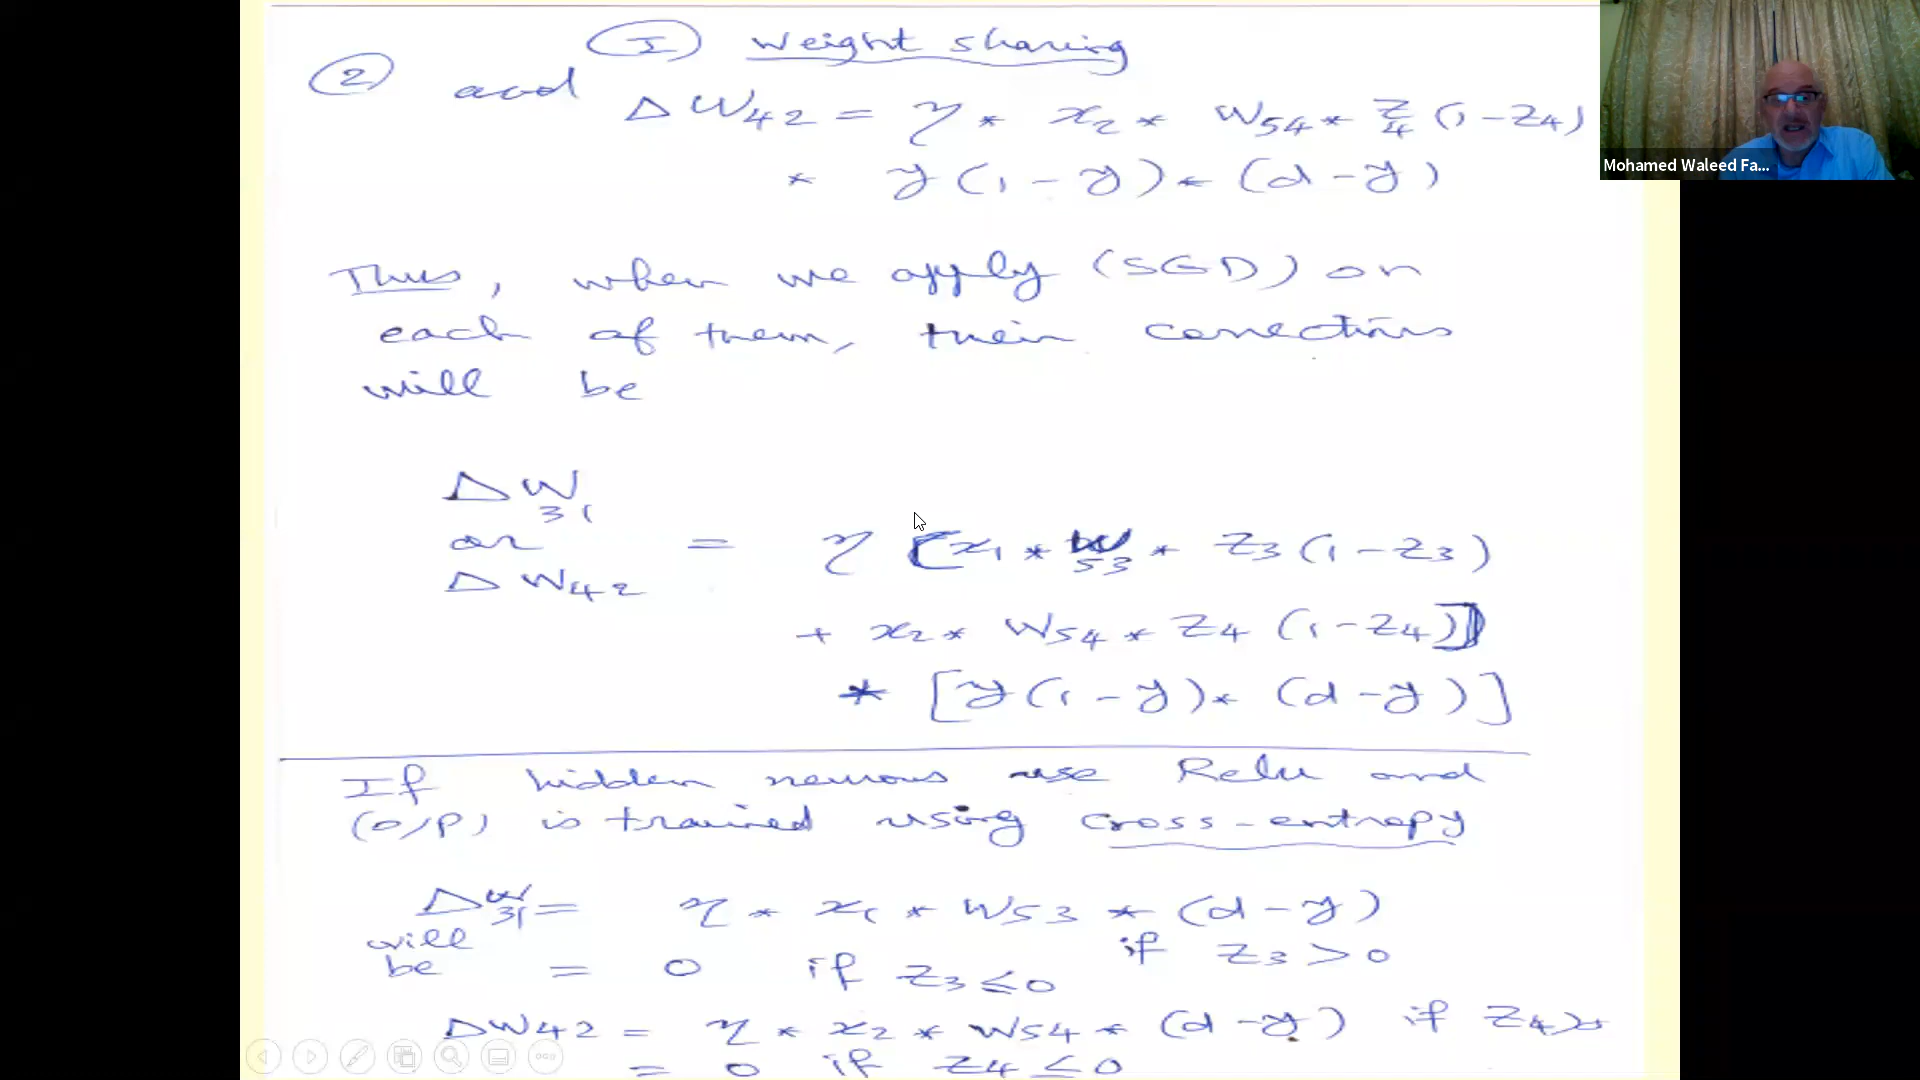 I Weight sharing
2 and ΔW42 = η * x2 * W54 * Z4 (1 - Z4)
* y (1 - y) * (d - y)
Thus, when we apply (SGD) on
each of them, their corrections
will be
ΔW31
or
ΔW42
= η [x1 * W53 * Z3 (1 - Z3)
+ x2 * W54 * Z4 (1 - Z4)]
* [y (1 - y) * (d - y)]
If hidden neurons use Relu and
(o/p) is trained using cross-entropy
ΔW31 = η * x1 * W53 * (d - y)
will be
if Z3 > 0
= 0 if Z3 ≤ 0
ΔW42 = η * x2 * W54 * (d - y) if Z4 >
= 0 if Z4 ≤ 0
Mohamed Waleed Fa...